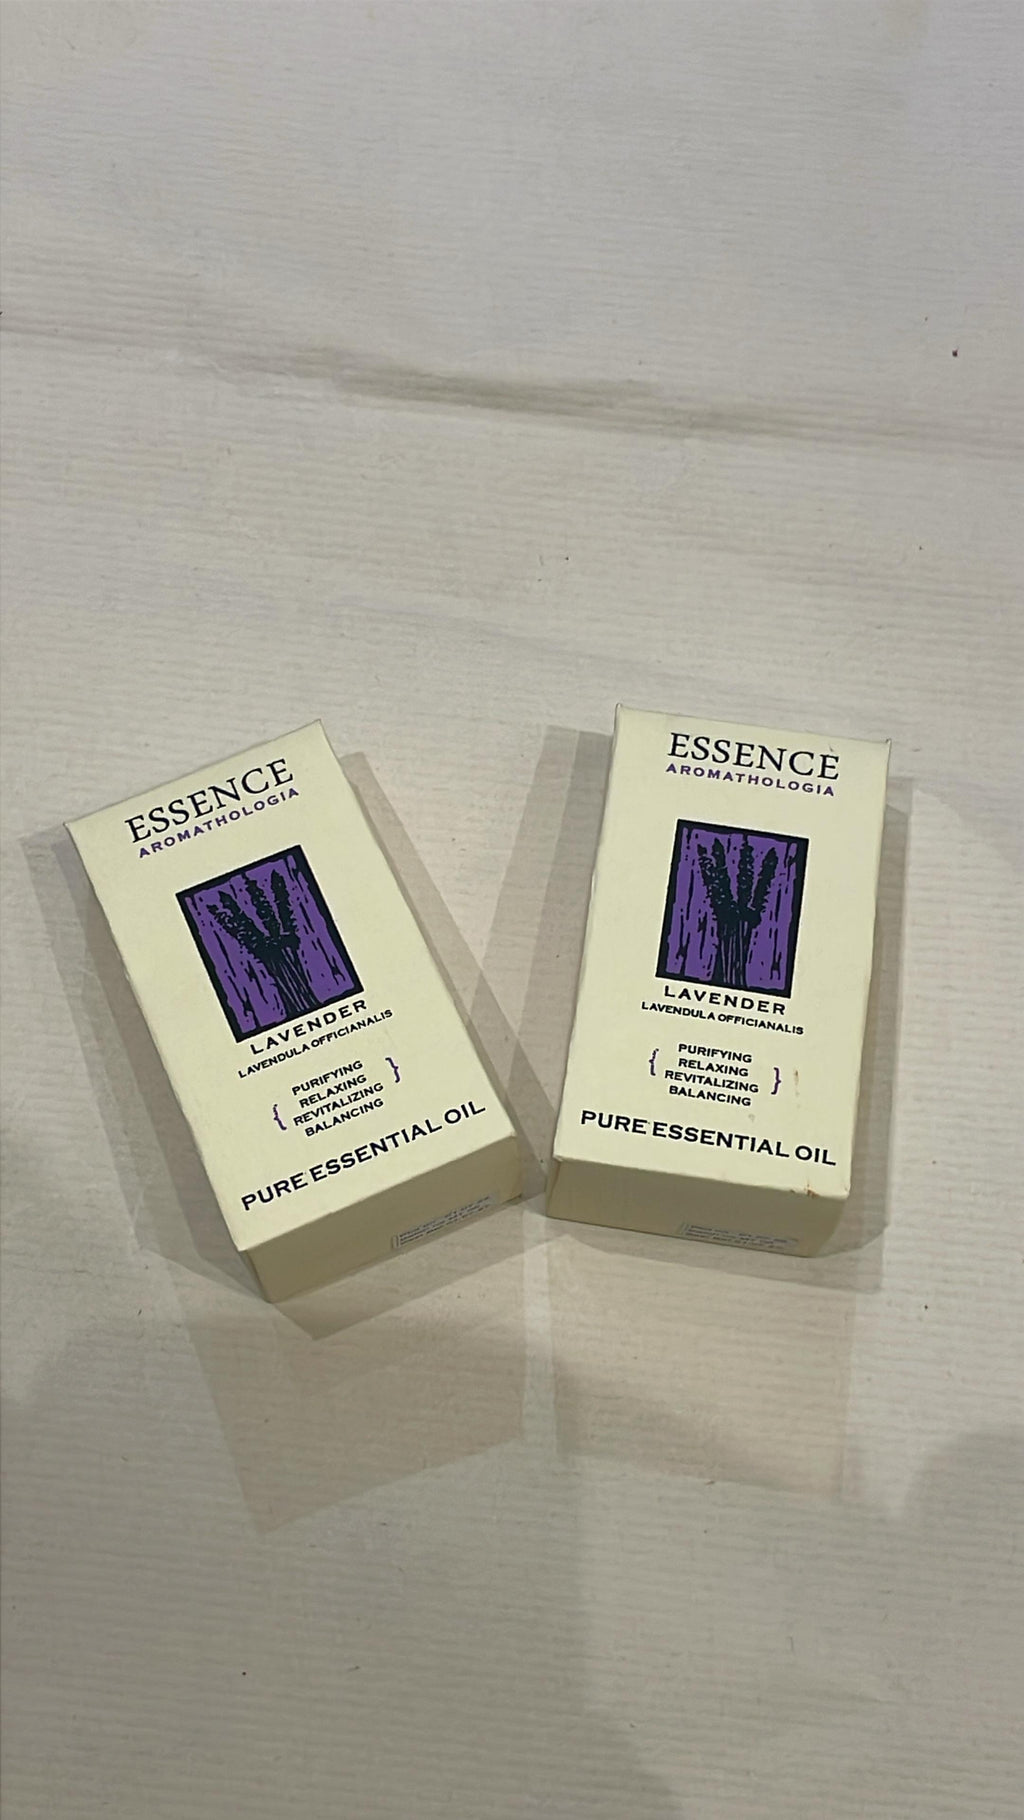 ESSENCE
AROMATHOLOGIA
LAVENDER
LAVENDULA OFFICIANALIS
{ PURIFYING
RELAXING
REVITALIZING
BALANCING }
PURE ESSENTIAL OIL
ESSENCE
AROMATHOLOGIA
LAVENDER
LAVENDULA OFFICIANALIS
{ PURIFYING
RELAXING
REVITALIZING
BALANCING }
PURE ESSENTIAL OIL